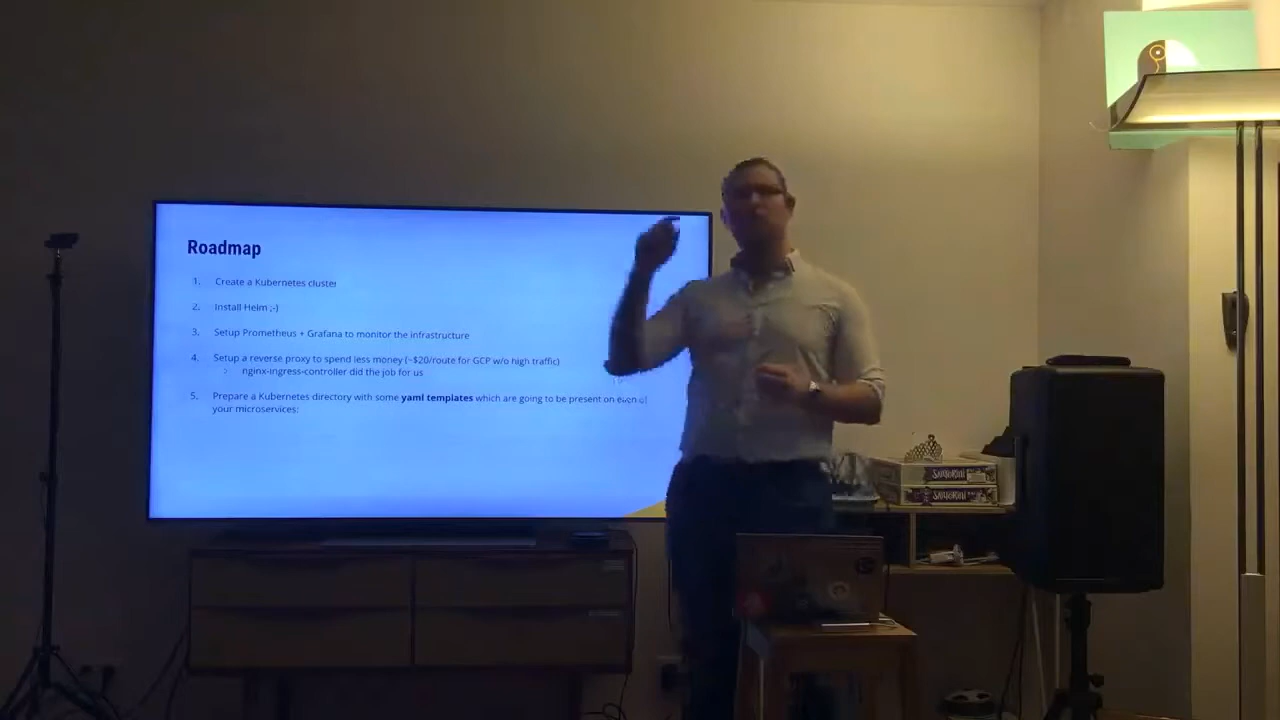 Roadmap
1. Create a Kubernetes cluster
2. Install Helm ;-)
3. Setup Prometheus + Grafana to monitor the infrastructure
4. Setup a reverse proxy to spend less money (~$20/route for GCP w/o high traffic)
> nginx-ingress-controller did the job for us
5. Prepare a Kubernetes directory with some yaml templates which are going to be present on each of
your microservices:
SANTORINI
SANTORINI